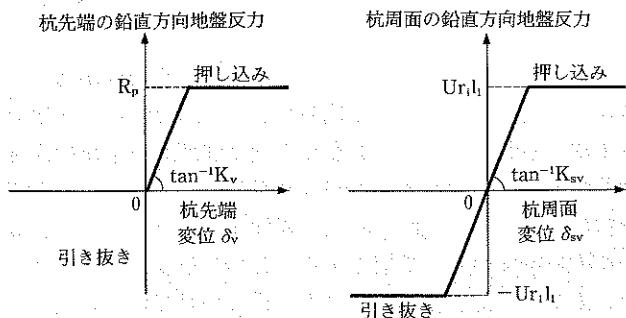 杭先端の鉛直方向地盤反力
Rp
押し込み
tan⁻¹Kv
0
杭先端
変位 δv
引き抜き
杭周面の鉛直方向地盤反力
Uril1
押し込み
tan⁻¹Ksv
0
杭周面
変位 δsv
−Uril1
引き抜き